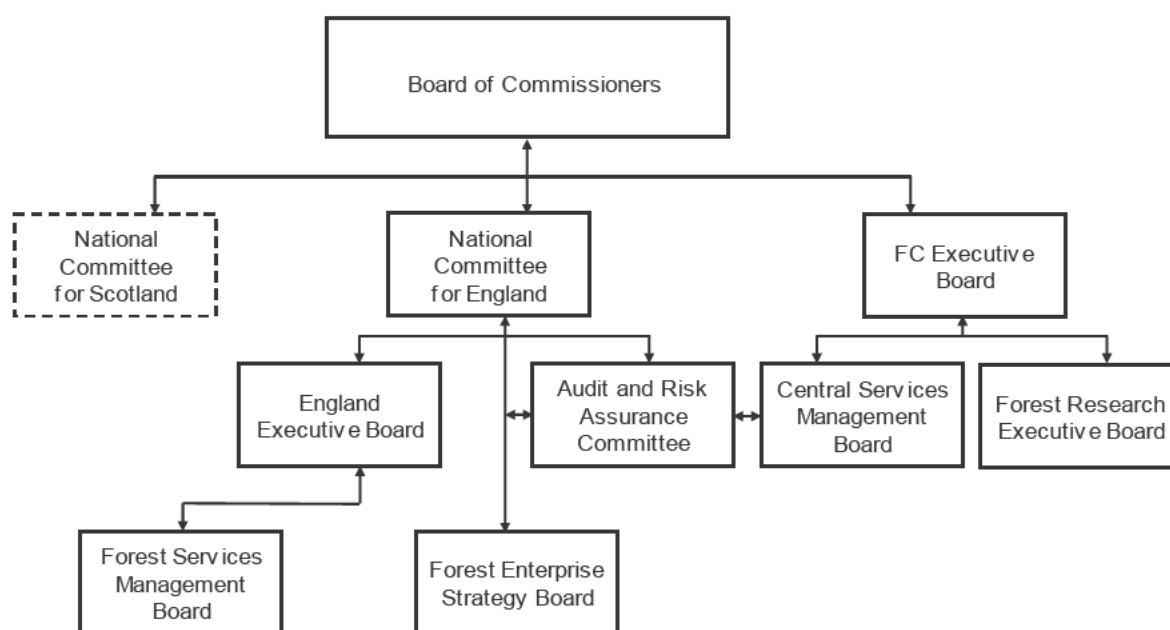 Board of Commissioners
National
Committee
for Scotland
National
Committee
for England
FC Executive
Board
England
Executive Board
Audit and Risk
Assurance
Committee
Central Services
Management
Board
Forest Research
Executive Board
Forest Services
Management
Board
Forest Enterprise
Strategy Board